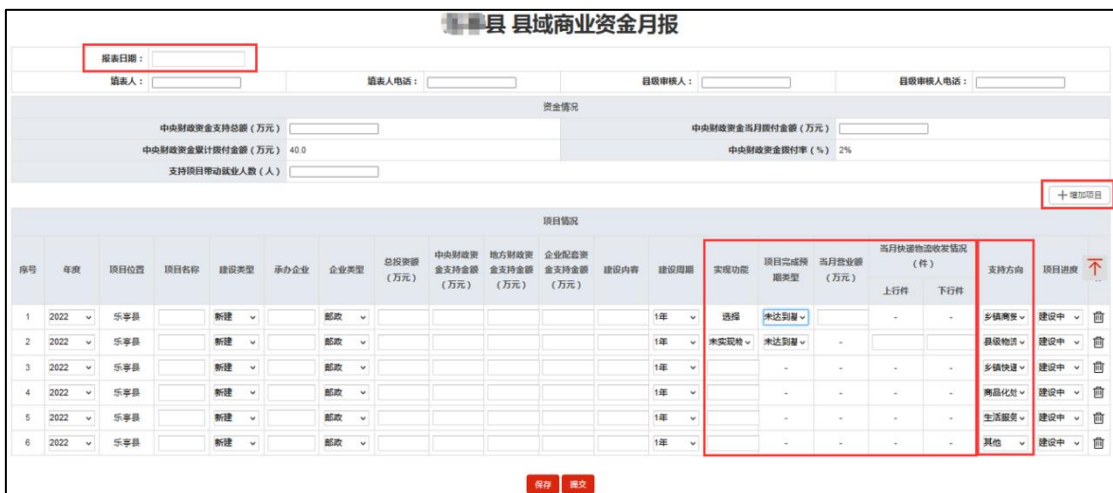 县 县域商业资金月报
报表日期：
填表人： 填表人电话： 县级审核人： 县级审核人电话：
资金情况
中央财政资金支持总额（万元） 中央财政资金当月拨付金额（万元）
中央财政资金累计拨付金额（万元） 40.0 中央财政资金拨付率（%） 2%
支持项目带动就业人数（人）
＋增加项目
项目情况
序号 年度 项目位置 项目名称 建设类型 承办企业 企业类型 总投资额（万元） 中央财政资金支持金额（万元） 地方财政资金支持金额（万元） 企业配套资金支持金额（万元） 建设内容 建设周期 实现功能 项目完成预期类型 当月营业额（万元） 当月快递物流收发情况（件） 支持方向 项目进度
上行件 下行件
1 2022 乐亭县 新建 邮政 1年 选择 未达到 - - 乡镇商 建设中
2 2022 乐亭县 新建 邮政 1年 未实现 未达到 - 县级物 建设中
3 2022 乐亭县 新建 邮政 1年 - - - - 乡镇快 建设中
4 2022 乐亭县 新建 邮政 1年 - - - - 商品化处 建设中
5 2022 乐亭县 新建 邮政 1年 - - - - 生活服务 建设中
6 2022 乐亭县 新建 邮政 1年 - - - - 其他 建设中
保存 提交